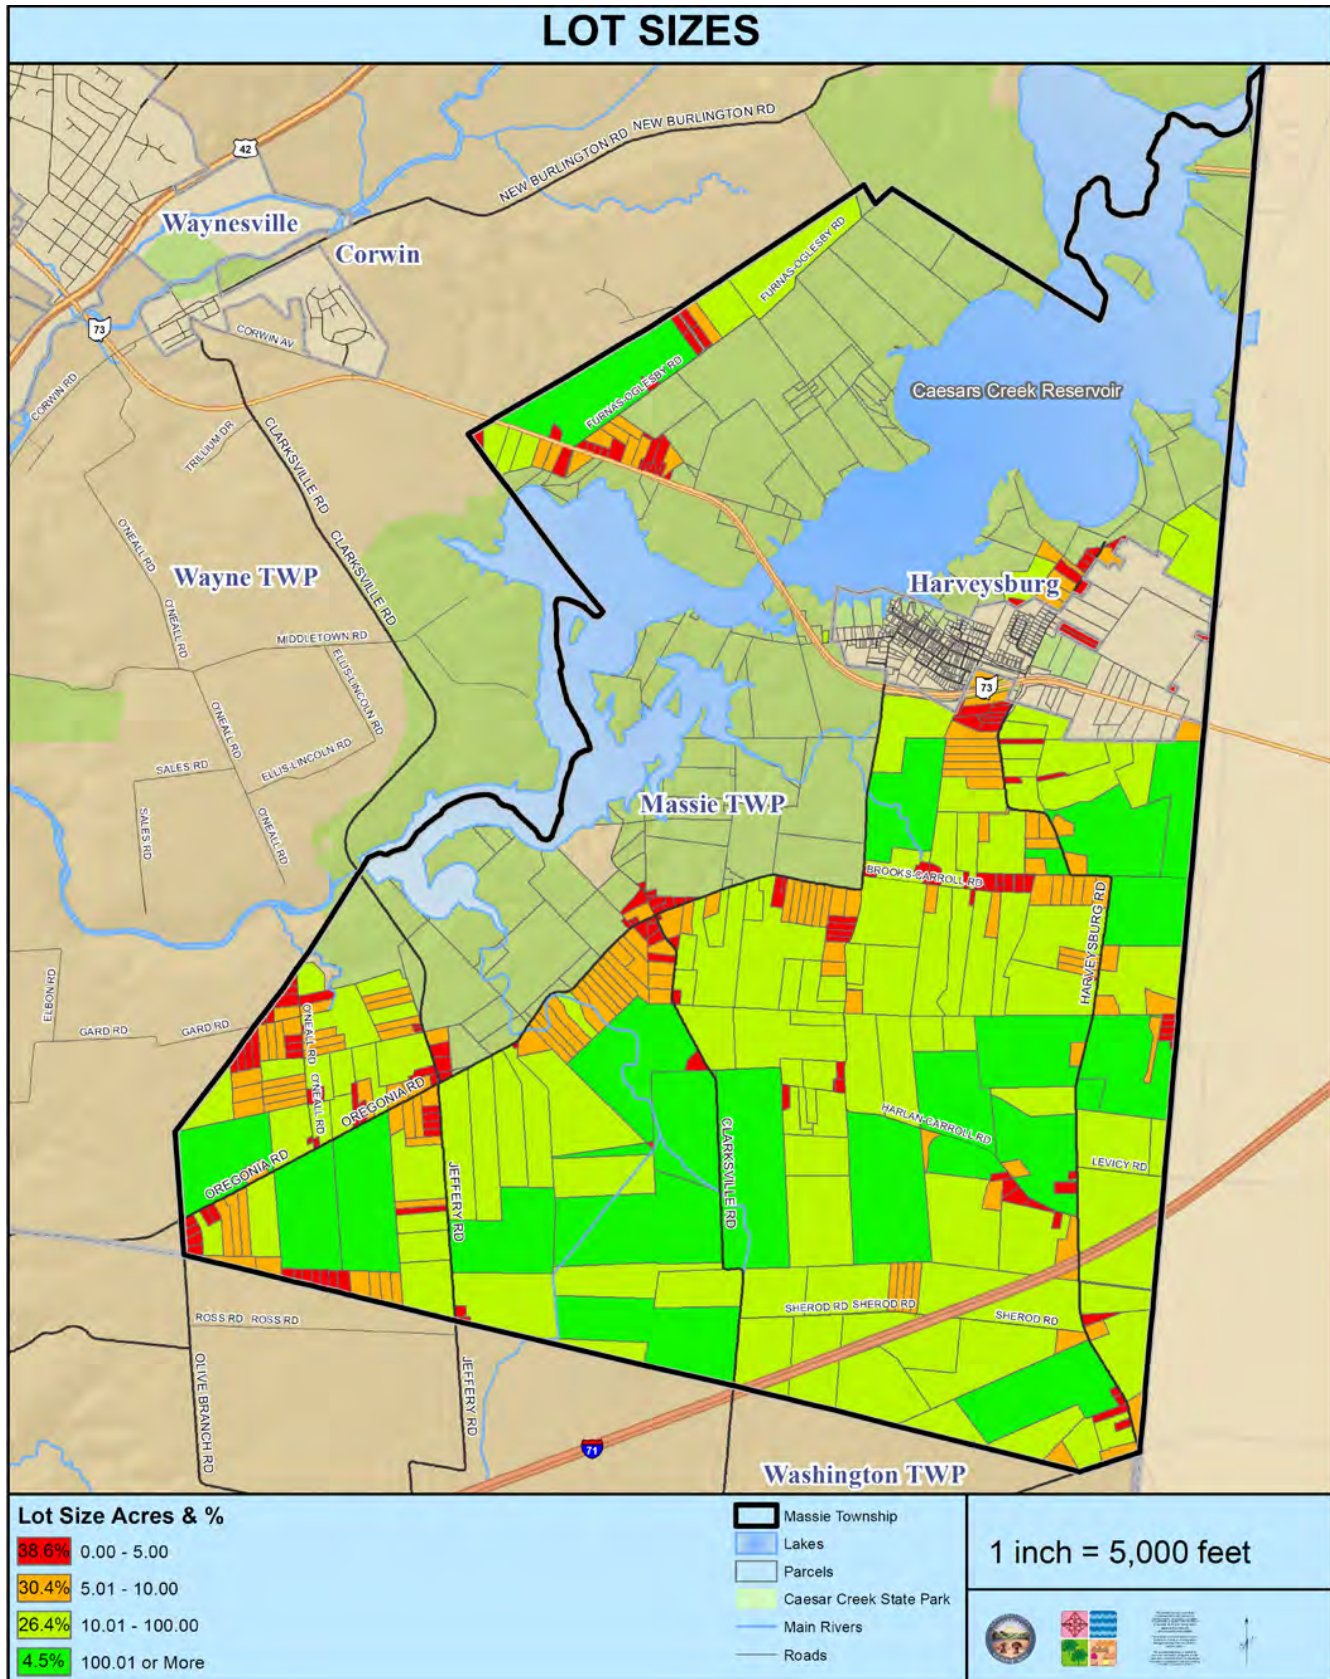 LOT SIZES
NEW BURLINGTON RD
NEW BURLINGTON RD
42
Waynesville
Corwin
FURNAS-OGLESBY RD
73
CORWIN AV
CORWIN RD
FURNAS-OGLESBY RD
Caesars Creek Reservoir
TRILLIUM DR
CLARKSVILLE RD
CLARKSVILLE RD
O'NEALL RD
Wayne TWP
Harveysburg
O'NEALL RD
MIDDLETOWN RD
ELLIS-LINCOLN RD
73
O'NEALL RD
ELLIS-LINCOLN RD
SALES RD
SALES RD
O'NEALL RD
Massie TWP
BROOKS-CARROLL RD
HARVEYSBURG RD
ELBON RD
GARD RD
GARD RD
O'NEALL RD
O'NEALL RD
OREGONIA RD
HARLAN-CARROLL RD
OREGONIA RD
JEFFERY RD
CLARKSVILLE RD
LEVICY RD
SHEROD RD
SHEROD RD
SHEROD RD
ROSS RD
ROSS RD
OLIVE BRANCH RD
JEFFERY RD
71
Washington TWP
Lot Size Acres & %
38.6% 0.00 - 5.00
30.4% 5.01 - 10.00
26.4% 10.01 - 100.00
4.5% 100.01 or More
Massie Township
Lakes
Parcels
Caesar Creek State Park
Main Rivers
Roads
1 inch = 5,000 feet